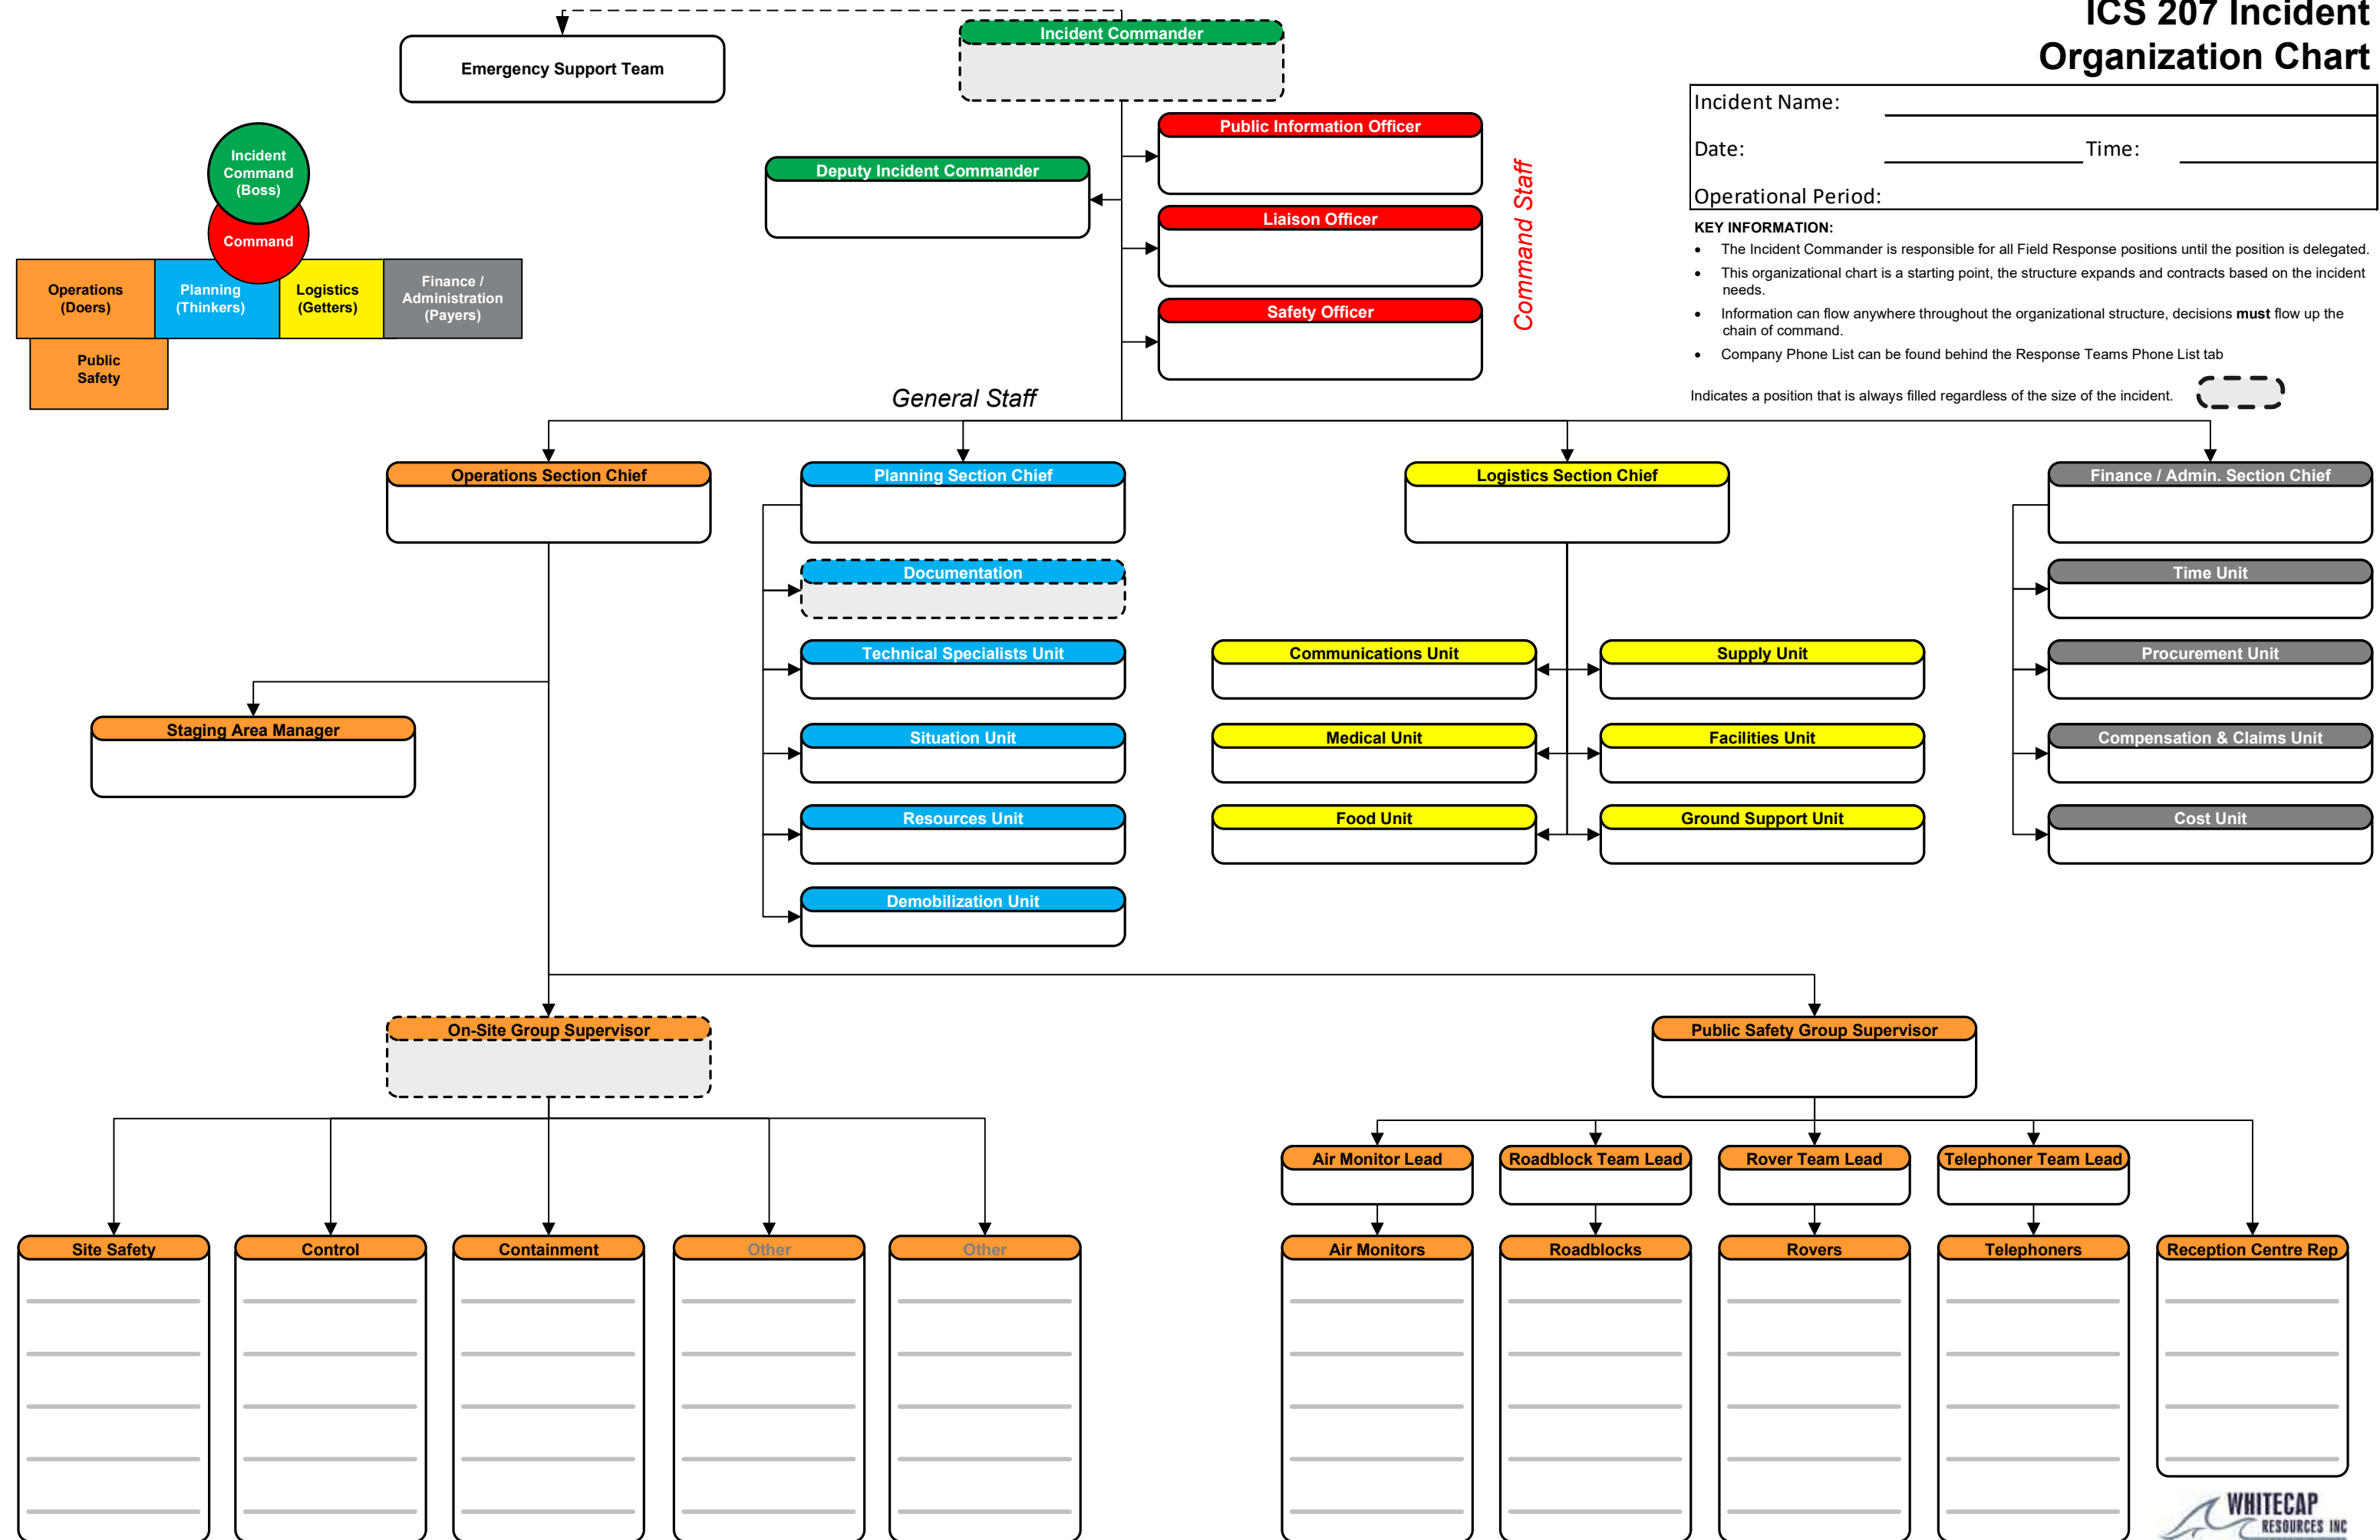 ICS 207 Incident
Organization Chart
Incident Commander
Emergency Support Team
Incident Name:
Date:
Time:
Operational Period:
Public Information Officer
Deputy Incident Commander
Liaison Officer
Safety Officer
Command Staff
Incident
Command
(Boss)
Command
Operations
(Doers)
Planning
(Thinkers)
Logistics
(Getters)
Finance /
Administration
(Payers)
Public
Safety
KEY INFORMATION:
• The Incident Commander is responsible for all Field Response positions until the position is delegated.
• This organizational chart is a starting point, the structure expands and contracts based on the incident
needs.
• Information can flow anywhere throughout the organizational structure, decisions must flow up the
chain of command.
• Company Phone List can be found behind the Response Teams Phone List tab
Indicates a position that is always filled regardless of the size of the incident.
General Staff
Operations Section Chief
Planning Section Chief
Logistics Section Chief
Finance / Admin. Section Chief
Documentation
Time Unit
Technical Specialists Unit
Communications Unit
Supply Unit
Procurement Unit
Staging Area Manager
Situation Unit
Medical Unit
Facilities Unit
Compensation & Claims Unit
Resources Unit
Food Unit
Ground Support Unit
Cost Unit
Demobilization Unit
On-Site Group Supervisor
Public Safety Group Supervisor
Air Monitor Lead
Roadblock Team Lead
Rover Team Lead
Telephoner Team Lead
Site Safety
Control
Containment
Other
Other
Air Monitors
Roadblocks
Rovers
Telephoners
Reception Centre Rep
WHITECAP
RESOURCES INC